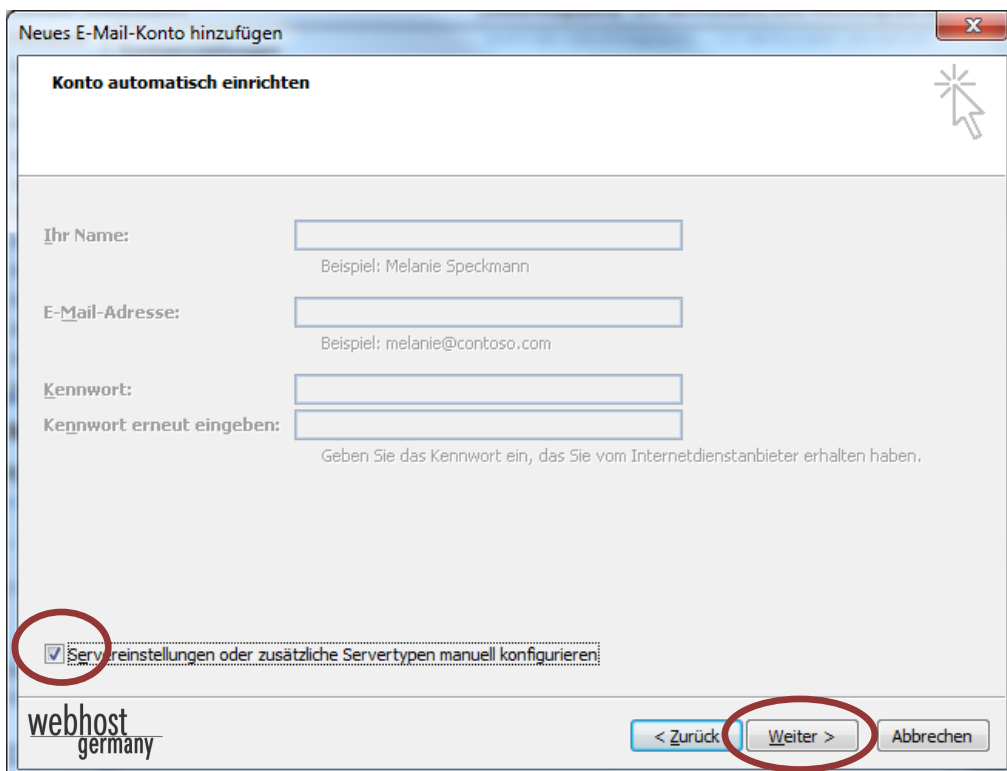 Neues E-Mail-Konto hinzufügen
Konto automatisch einrichten
Ihr Name:
Beispiel: Melanie Speckmann
E-Mail-Adresse:
Beispiel: melanie@contoso.com
Kennwort:
Kennwort erneut eingeben:
Geben Sie das Kennwort ein, das Sie vom Internetdienstanbieter erhalten haben.
Servereinstellungen oder zusätzliche Servertypen manuell konfigurieren
webhost
germany
< Zurück Weiter > Abbrechen